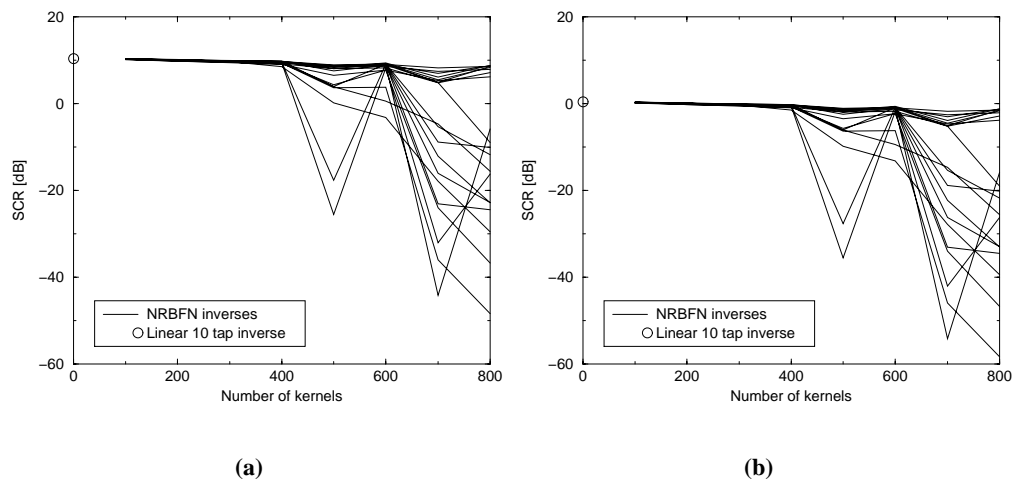 20
0
−20
−40
−60
SCR [dB]
NRBFN inverses
Linear 10 tap inverse
0 200 400 600 800
Number of kernels
(a)
20
0
−20
−40
−60
SCR [dB]
NRBFN inverses
Linear 10 tap inverse
0 200 400 600 800
Number of kernels
(b)